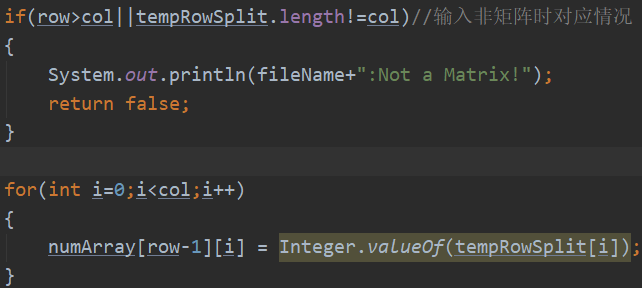 if(row>col||tempRowSplit.length!=col)//输入非矩阵时对应情况
{
    System.out.println(fileName+":Not a Matrix!");
    return false;
}
for(int i=0;i<col;i++)
{
    numArray[row-1][i] = Integer.valueOf(tempRowSplit[i]);
}